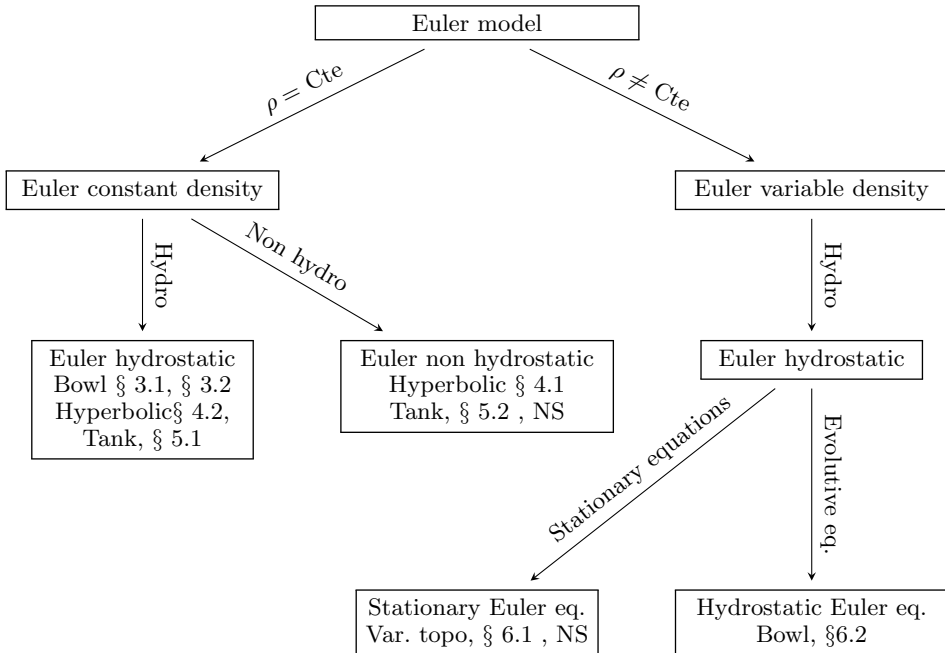 Euler model
ρ = Cte
ρ ≠ Cte
Euler constant density
Euler variable density
Hydro
Non hydro
Hydro
Euler hydrostatic
Bowl § 3.1, § 3.2
Hyperbolic§ 4.2,
Tank, § 5.1
Euler non hydrostatic
Hyperbolic § 4.1
Tank, § 5.2 , NS
Euler hydrostatic
Stationary equations
Evolutive eq.
Stationary Euler eq.
Var. topo, § 6.1 , NS
Hydrostatic Euler eq.
Bowl, §6.2